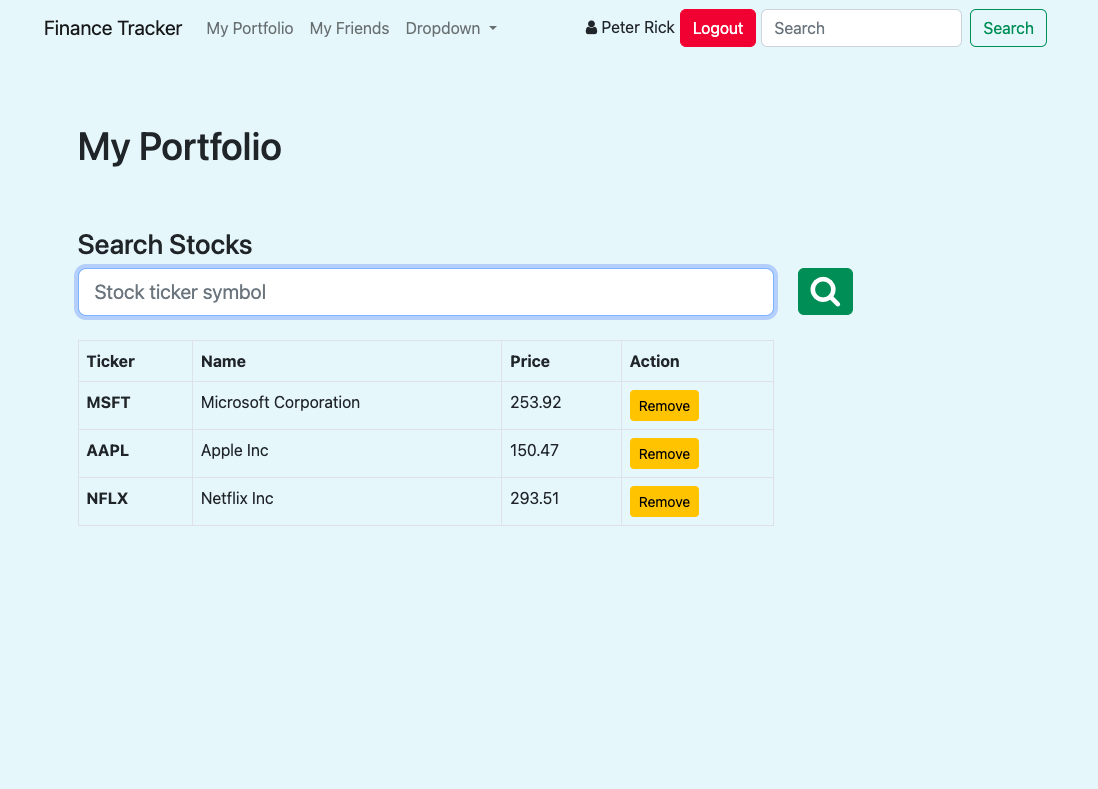 Finance Tracker My Portfolio My Friends Dropdown Peter Rick Logout Search Search
My Portfolio
Search Stocks
Stock ticker symbol
Ticker Name Price Action
MSFT Microsoft Corporation 253.92 Remove
AAPL Apple Inc 150.47 Remove
NFLX Netflix Inc 293.51 Remove